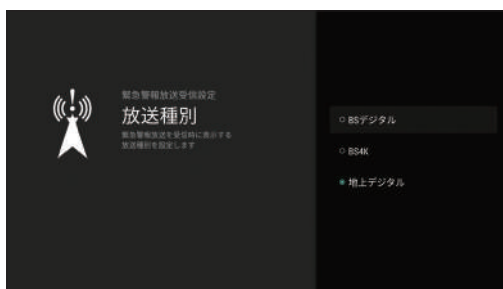 緊急警報放送受信設定
放送種別
緊急警報放送を受信時に表示する
放送種別を設定します
BSデジタル
BS4K
地上デジタル